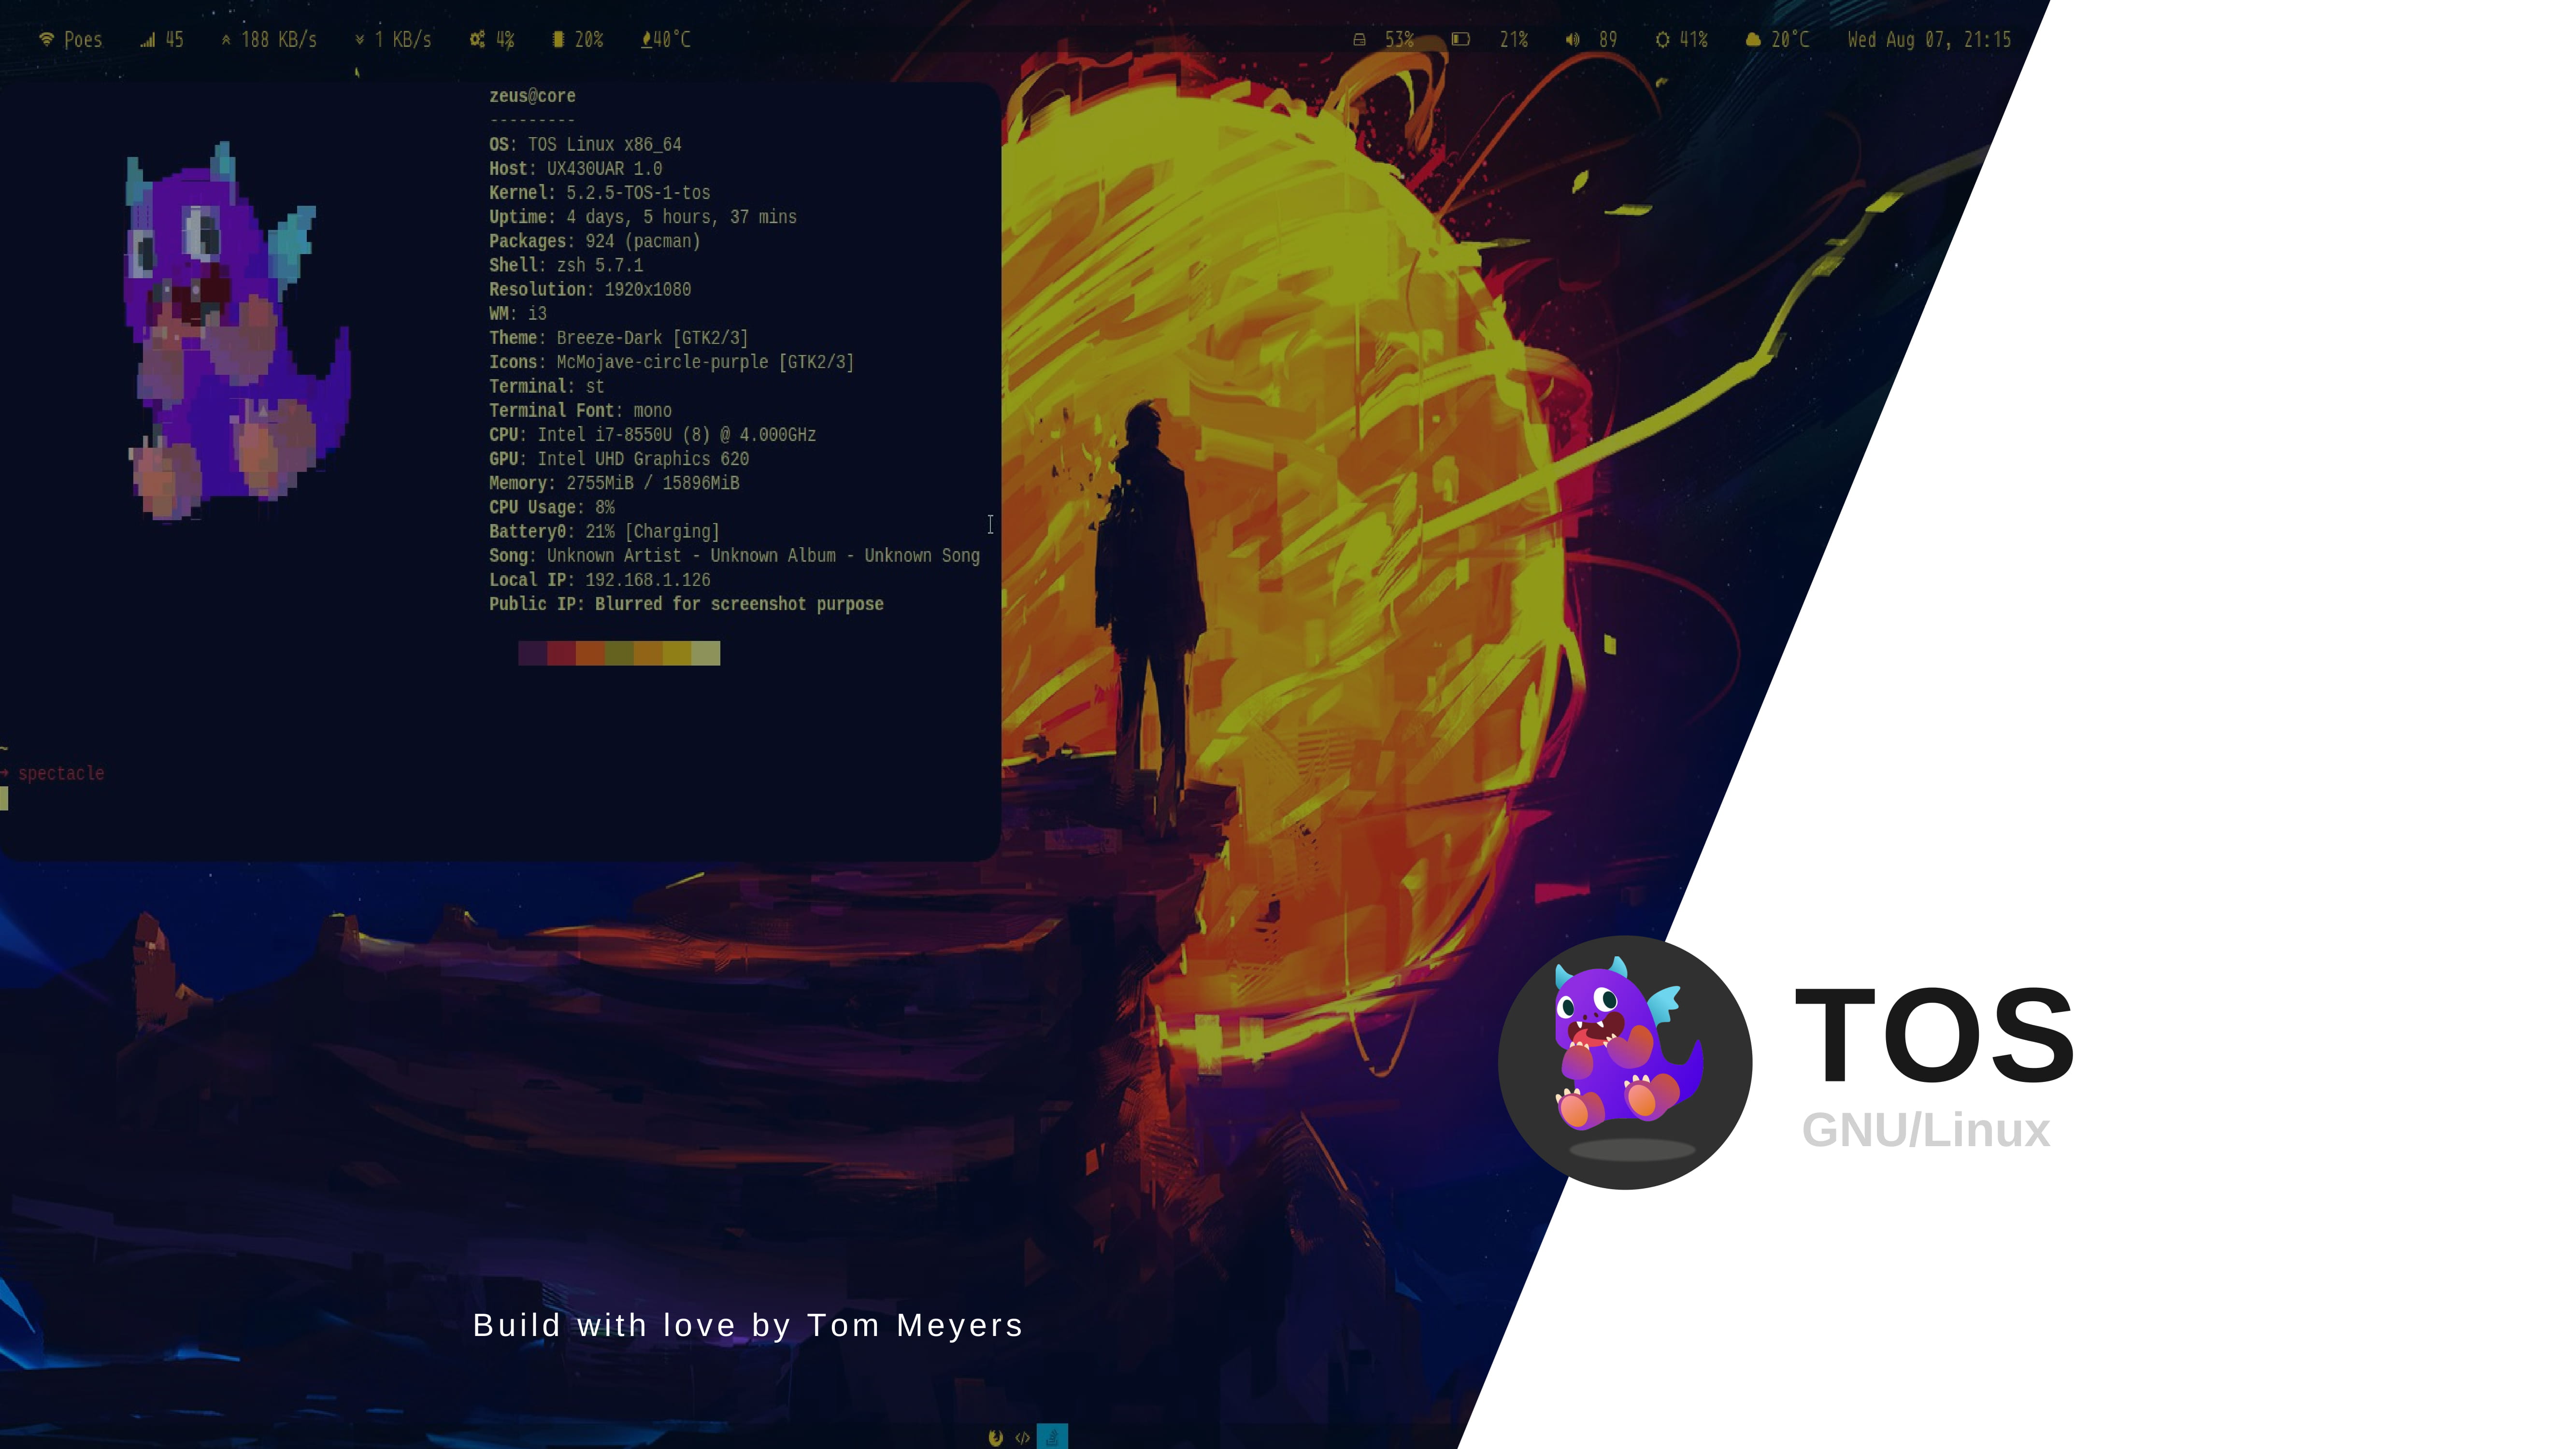 Poes 45 188 KB/s 1 KB/s 4% 20% 40°C 53% 21% 89 41% 20°C Wed Aug 07, 21:15
zeus@core
---------
OS: TOS Linux x86_64
Host: UX430UAR 1.0
Kernel: 5.2.5-TOS-1-tos
Uptime: 4 days, 5 hours, 37 mins
Packages: 924 (pacman)
Shell: zsh 5.7.1
Resolution: 1920x1080
WM: i3
Theme: Breeze-Dark [GTK2/3]
Icons: McMojave-circle-purple [GTK2/3]
Terminal: st
Terminal Font: mono
CPU: Intel i7-8550U (8) @ 4.000GHz
GPU: Intel UHD Graphics 620
Memory: 2755MiB / 15896MiB
CPU Usage: 8%
Battery0: 21% [Charging]
Song: Unknown Artist - Unknown Album - Unknown Song
Local IP: 192.168.1.126
Public IP: Blurred for screenshot purpose
~
→ spectacle
TOS
GNU/Linux
Build with love by Tom Meyers